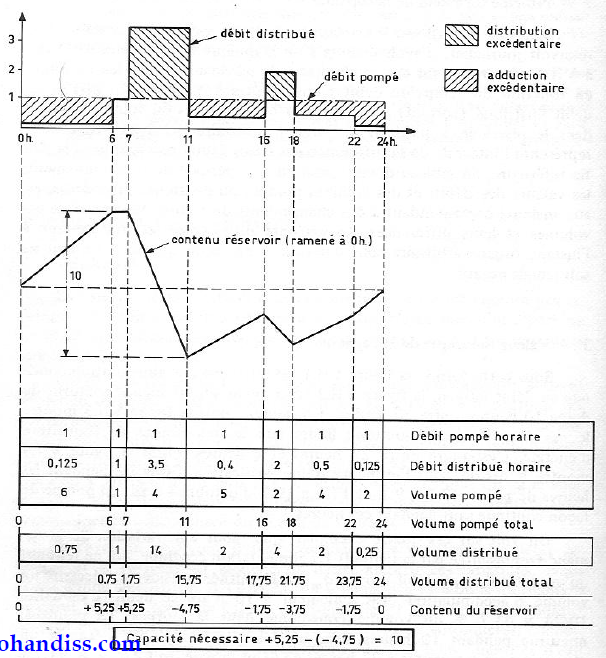 3
2
1
débit distribué
débit pompé
distribution
excédentaire
adduction
excédentaire
0h. 6 7 11 16 18 22 24h.
contenu réservoir (ramené à 0h.)
10
1 1 1 1 1 1 1 Débit pompé horaire
0,125 1 3,5 0,4 2 0,5 0,125 Débit distribué horaire
6 1 4 5 2 4 2 Volume pompé
0 6 7 11 16 18 22 24 Volume pompé total
0,75 1 14 2 4 2 0,25 Volume distribué
0 0,75 1,75 15,75 17,75 21,75 23,75 24 Volume distribué total
0 +5,25 +5,25 -4,75 -1,75 -3,75 -1,75 0 Contenu du réservoir
Capacité nécessaire +5,25 -(-4,75) = 10
ohandiss.com